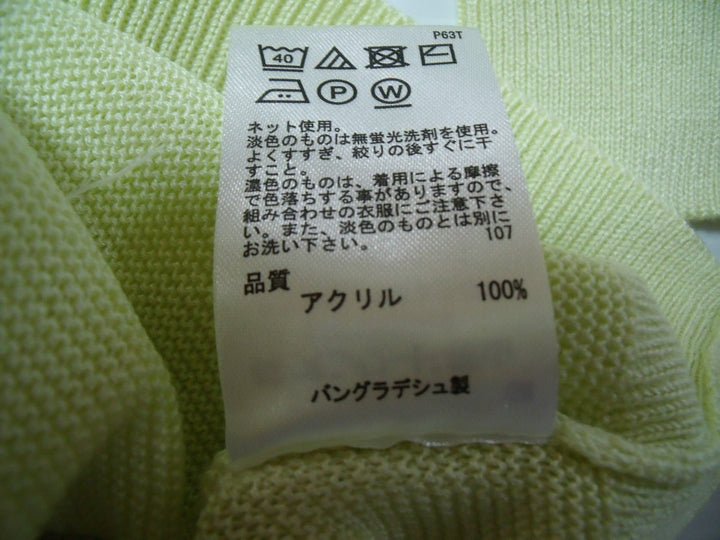 P63T
40
P W
ネット使用。
淡色のものは無蛍光洗剤を使用。
よくすすぎ、絞りの後すぐに干
すこと。
濃色のものは、着用による摩擦
で色落ちする事がありますので、
組み合わせの衣服にご注意下さ
い。また、淡色のものとは別に
お洗い下さい。 107
品質
アクリル 100%
バングラデシュ製